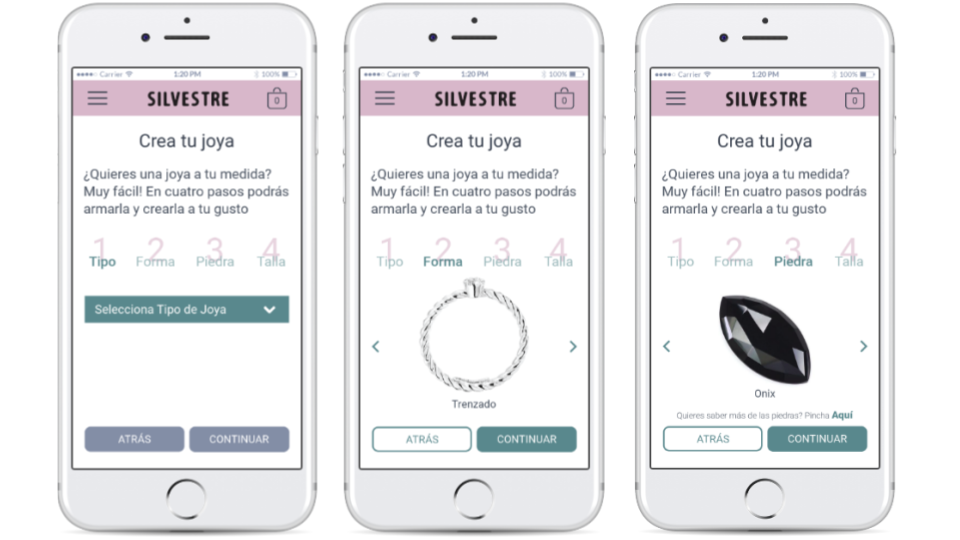 Carrier 1:20 PM 100%
SILVESTRE 0
Crea tu joya
¿Quieres una joya a tu medida?
Muy fácil! En cuatro pasos podrás
armarla y crearla a tu gusto
1 2 3 4
Tipo Forma Piedra Talla
Selecciona Tipo de Joya
ATRÁS CONTINUAR
Carrier 1:20 PM 100%
SILVESTRE 0
Crea tu joya
¿Quieres una joya a tu medida?
Muy fácil! En cuatro pasos podrás
armarla y crearla a tu gusto
1 2 3 4
Tipo Forma Piedra Talla
Trenzado
ATRÁS CONTINUAR
Carrier 1:20 PM 100%
SILVESTRE 0
Crea tu joya
¿Quieres una joya a tu medida?
Muy fácil! En cuatro pasos podrás
armarla y crearla a tu gusto
1 2 3 4
Tipo Forma Piedra Talla
Onix
Quieres saber más de las piedras? Pincha Aquí
ATRÁS CONTINUAR